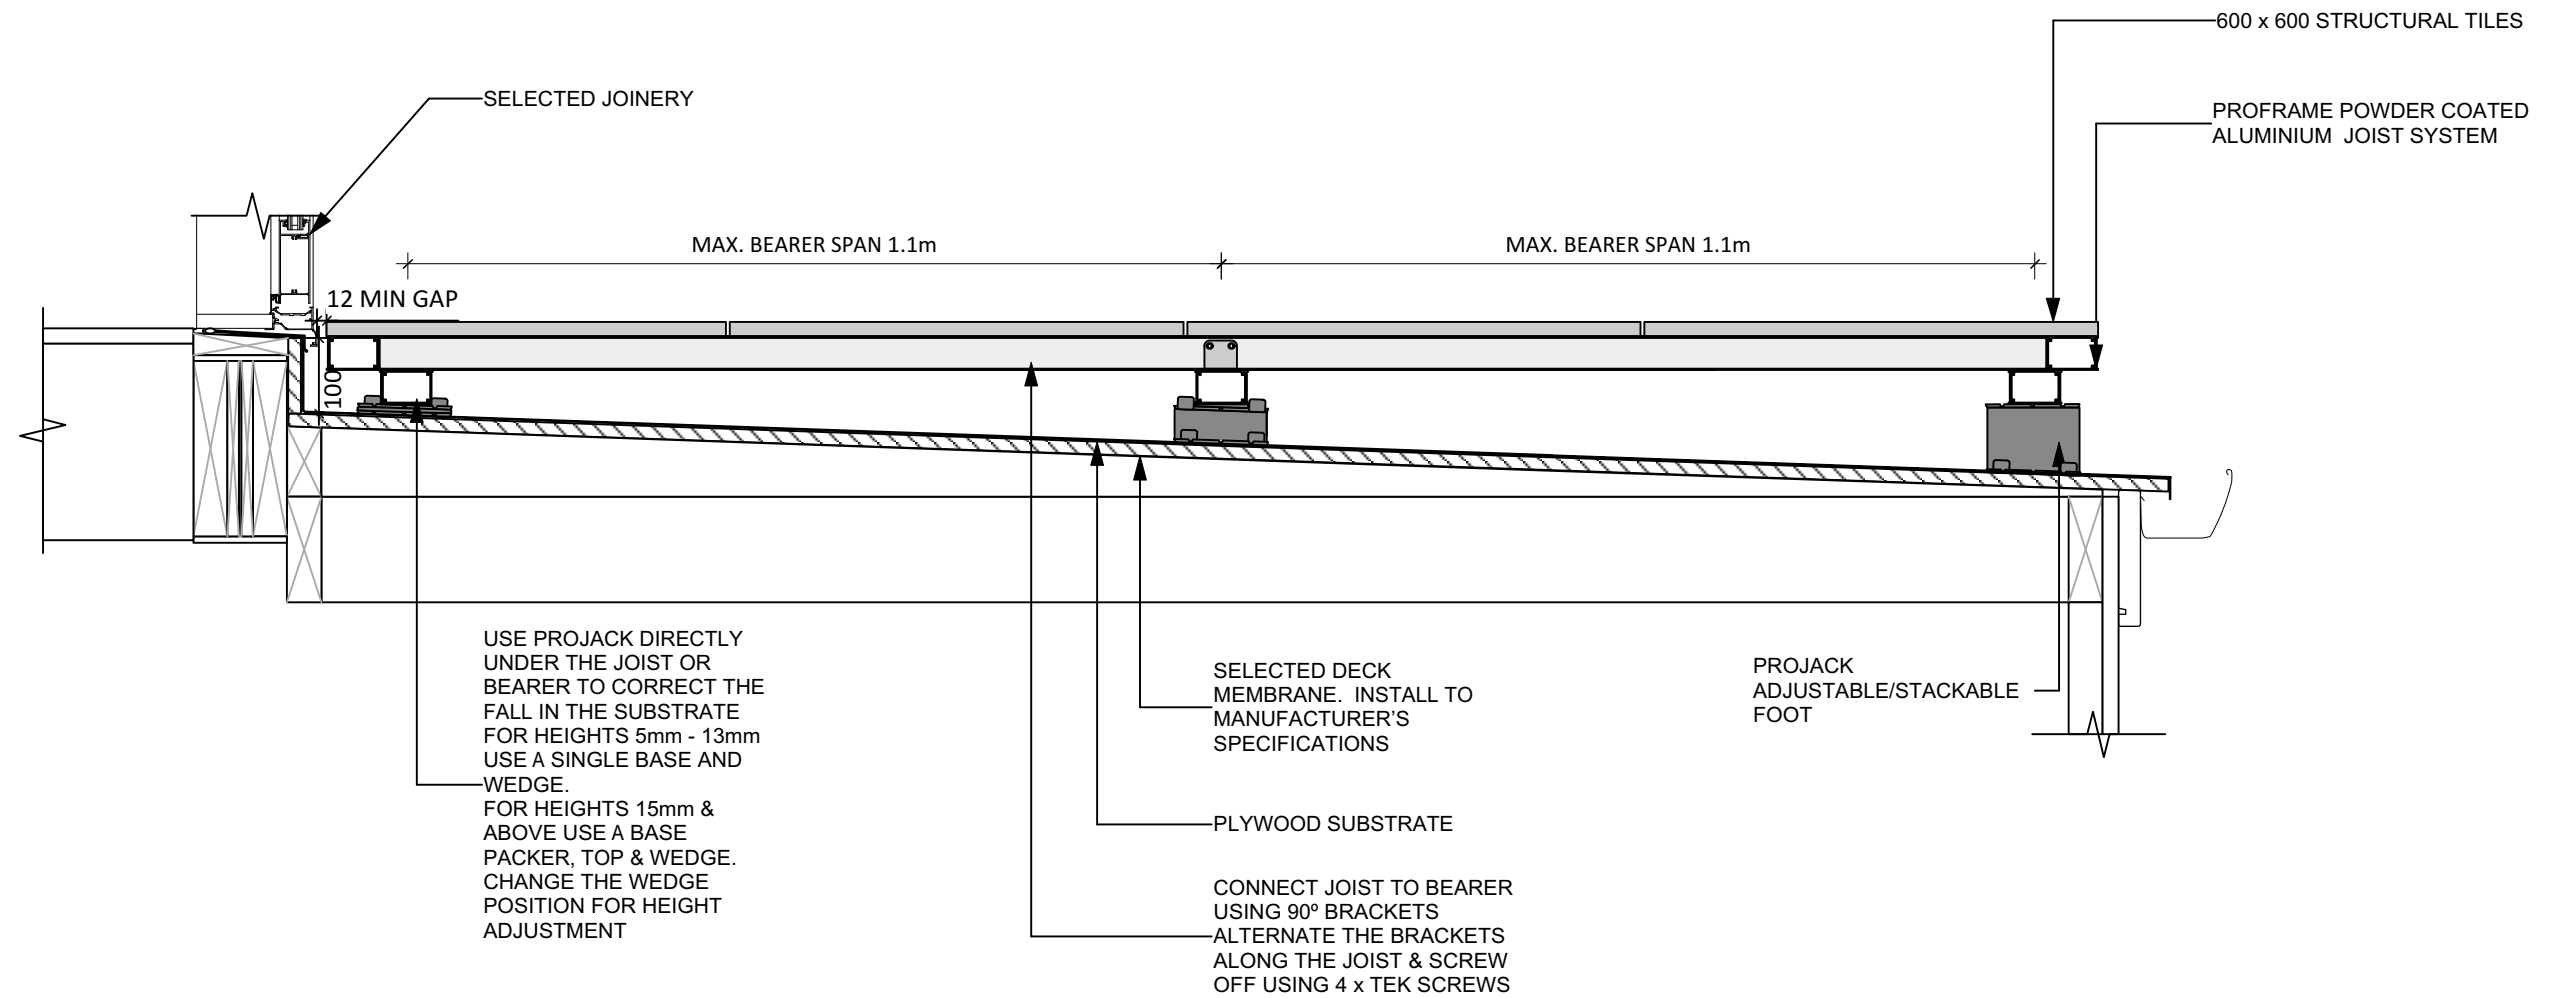 600 x 600 STRUCTURAL TILES
SELECTED JOINERY
PROFRAME POWDER COATED
ALUMINIUM JOIST SYSTEM
MAX. BEARER SPAN 1.1m
MAX. BEARER SPAN 1.1m
12 MIN GAP
100
USE PROJACK DIRECTLY
UNDER THE JOIST OR
BEARER TO CORRECT THE
FALL IN THE SUBSTRATE
FOR HEIGHTS 5mm - 13mm
USE A SINGLE BASE AND
WEDGE.
FOR HEIGHTS 15mm &
ABOVE USE A BASE
PACKER, TOP & WEDGE.
CHANGE THE WEDGE
POSITION FOR HEIGHT
ADJUSTMENT
SELECTED DECK
MEMBRANE. INSTALL TO
MANUFACTURER’S
SPECIFICATIONS
PLYWOOD SUBSTRATE
CONNECT JOIST TO BEARER
USING 90º BRACKETS
ALTERNATE THE BRACKETS
ALONG THE JOIST & SCREW
OFF USING 4 x TEK SCREWS
PROJACK
ADJUSTABLE/STACKABLE
FOOT